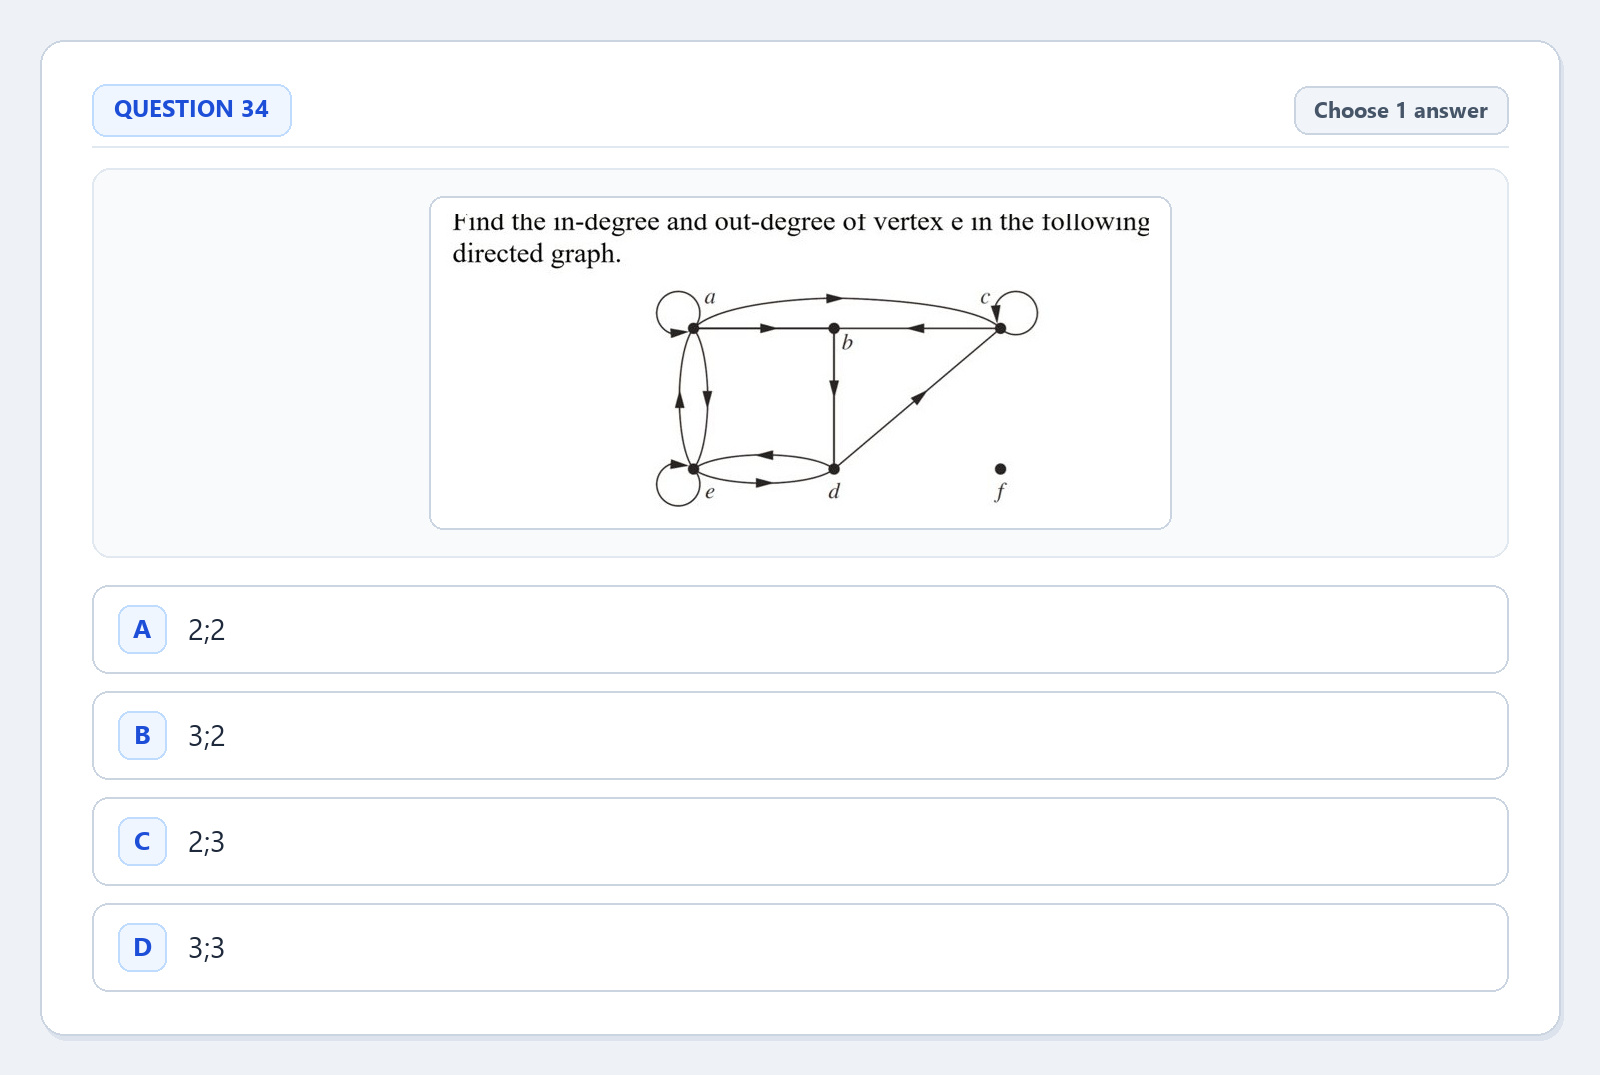 QUESTION 34
Choose 1 answer
Find the in-degree and out-degree of vertex e in the following
directed graph.
a
c
b
e
d
f
A 2;2
B 3;2
C 2;3
D 3;3